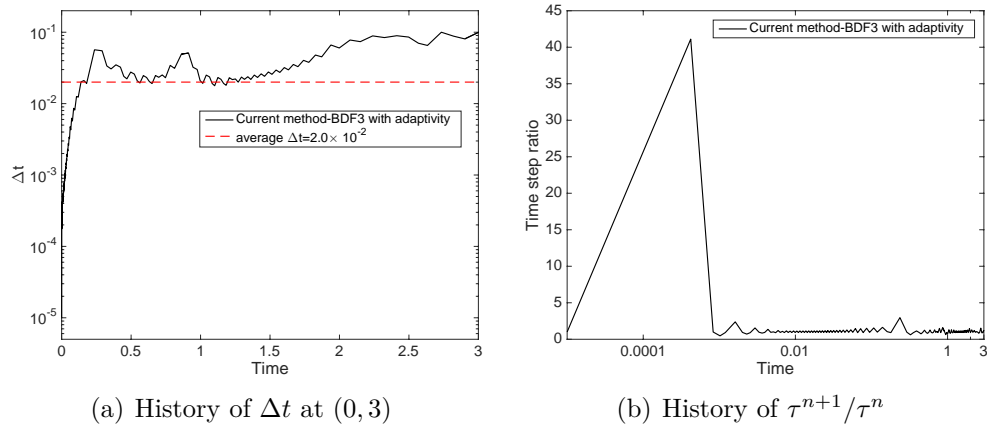 10^{-1}
10^{-2}
10^{-3}
10^{-4}
10^{-5}
Δt
0 0.5 1 1.5 2 2.5 3
Time
Current method-BDF3 with adaptivity
average Δt=2.0× 10^{-2}
(a) History of Δt at (0, 3)
45
40
35
30
25
20
15
10
5
0
Time step ratio
0.0001 0.01 1 3
Time
Current method-BDF3 with adaptivity
(b) History of τ^{n+1}/τ^n